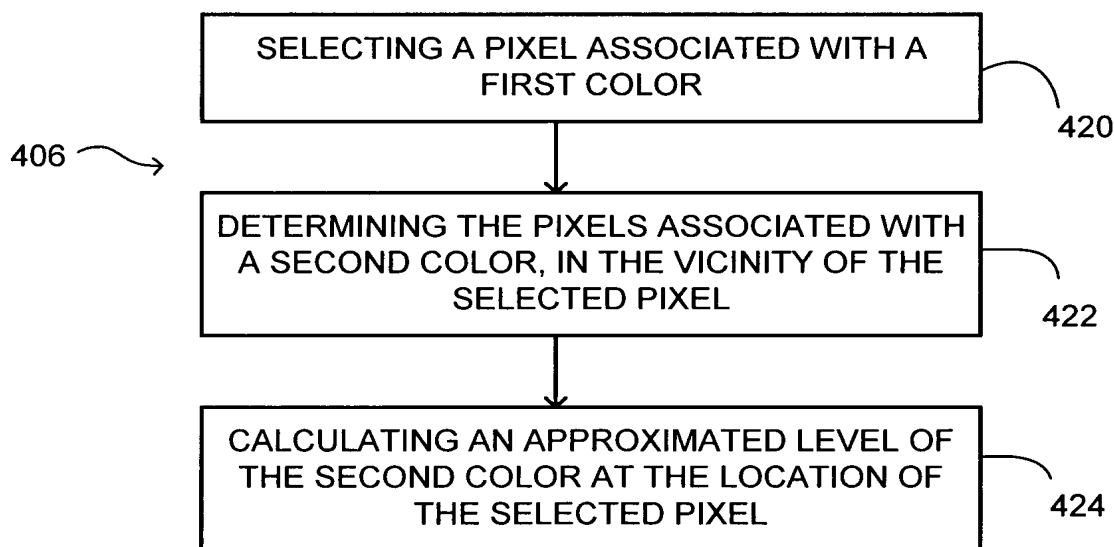 SELECTING A PIXEL ASSOCIATED WITH A
FIRST COLOR
420
406
DETERMINING THE PIXELS ASSOCIATED WITH
A SECOND COLOR, IN THE VICINITY OF THE
SELECTED PIXEL
422
CALCULATING AN APPROXIMATED LEVEL OF
THE SECOND COLOR AT THE LOCATION OF
THE SELECTED PIXEL
424